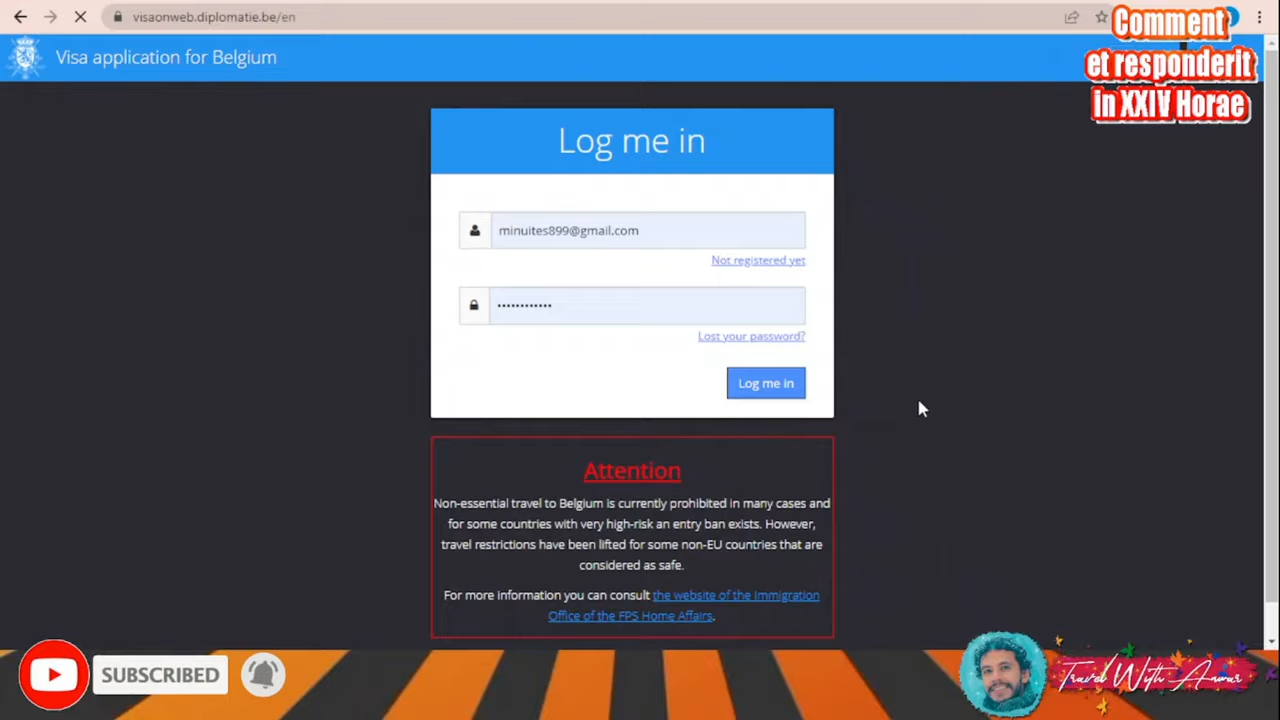 visaonweb.diplomatie.be/en
Comment
et responderit
in XXIV Horae
Visa application for Belgium
Log me in
minuites899@gmail.com
Not registered yet
••••••••••••
Lost your password?
Log me in
Attention
Non-essential travel to Belgium is currently prohibited in many cases and
for some countries with very high-risk an entry ban exists. However,
travel restrictions have been lifted for some non-EU countries that are
considered as safe.
For more information you can consult the website of the Immigration
Office of the FPS Home Affairs.
SUBSCRIBED
Travel With Anwar